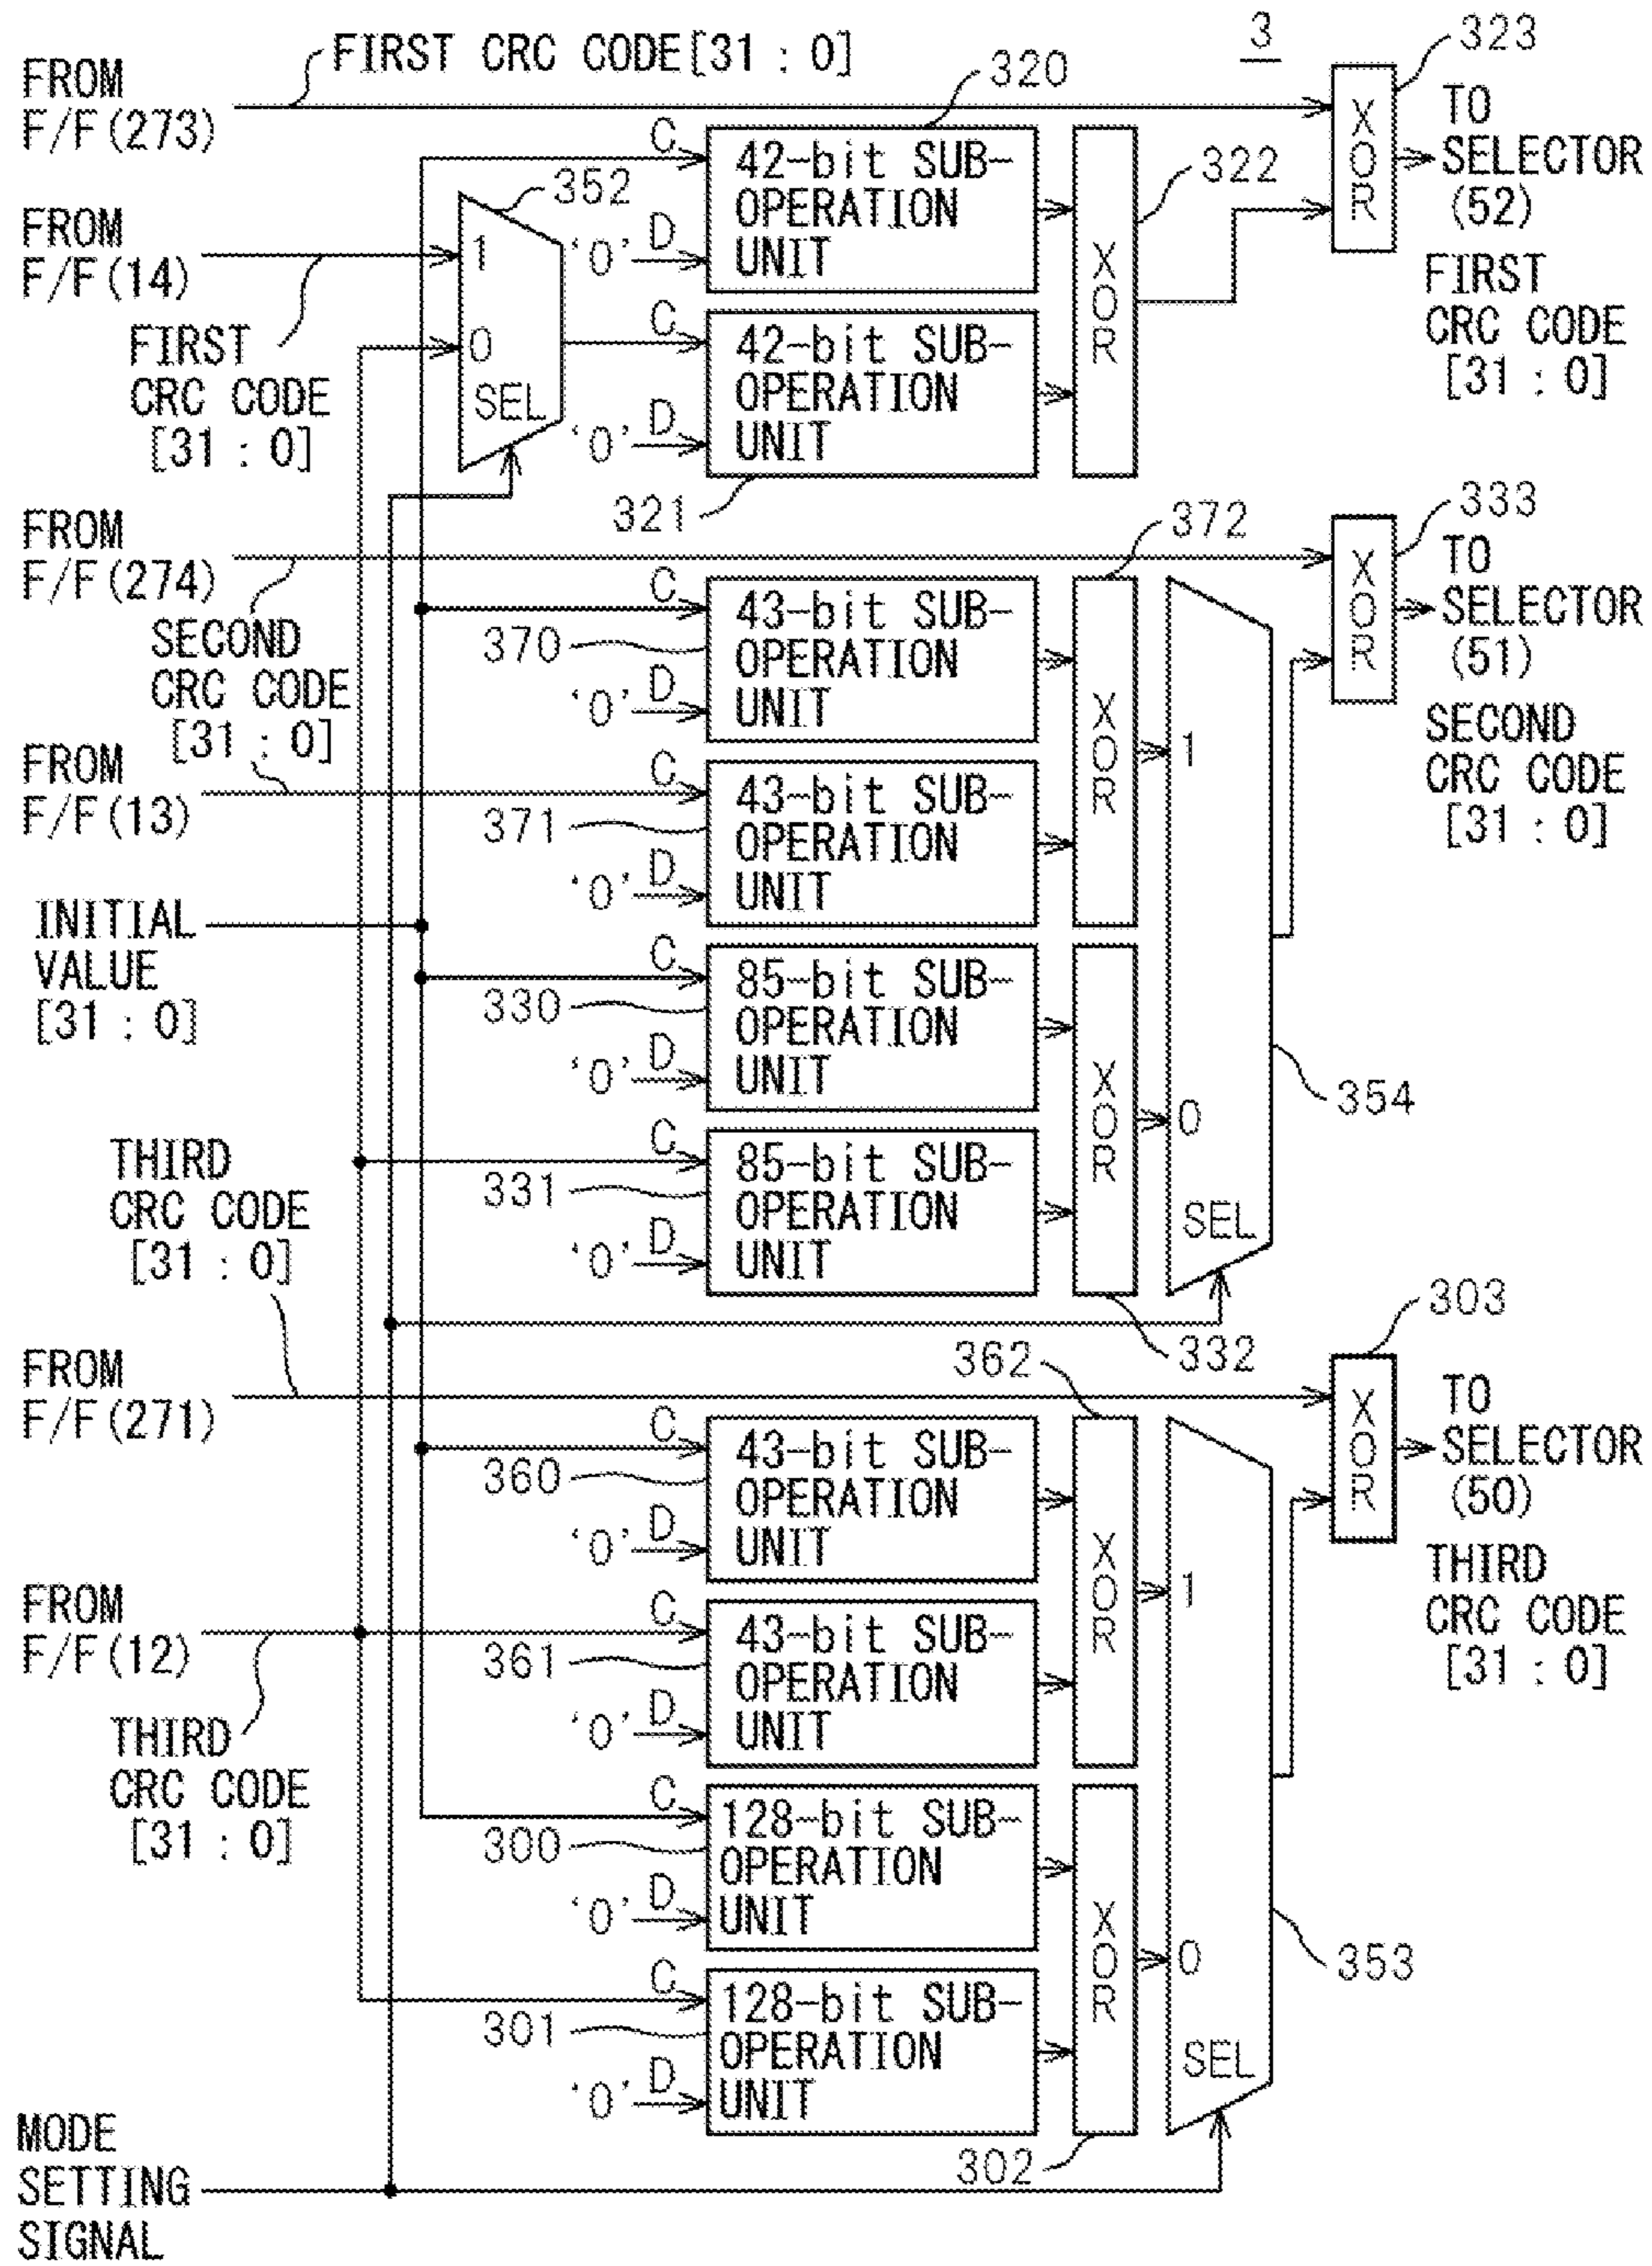 3
FIRST CRC CODE[31 : 0]
FROM
F/F(273)
320
323
XOR
TO
SELECTOR
(52)
FIRST
CRC CODE
[31 : 0]
C
42-bit SUB-
OPERATION
UNIT
'0' D
322
XOR
352
FROM
F/F(14)
1
0
SEL
FIRST
CRC CODE
[31 : 0]
C
42-bit SUB-
OPERATION
UNIT
'0' D
321
372
333
FROM
F/F(274)
XOR
TO
SELECTOR
(51)
SECOND
CRC CODE
[31 : 0]
SECOND
CRC CODE
[31 : 0]
C
370
43-bit SUB-
OPERATION
UNIT
'0' D
XOR
1
FROM
F/F(13)
C
371
43-bit SUB-
OPERATION
UNIT
'0' D
INITIAL
VALUE
[31 : 0]
C
330
85-bit SUB-
OPERATION
UNIT
'0' D
XOR
0
354
THIRD
CRC CODE
[31 : 0]
C
331
85-bit SUB-
OPERATION
UNIT
'0' D
SEL
332
362
303
FROM
F/F(271)
XOR
TO
SELECTOR
(50)
THIRD
CRC CODE
[31 : 0]
C
360
43-bit SUB-
OPERATION
UNIT
'0' D
XOR
1
FROM
F/F(12)
C
361
43-bit SUB-
OPERATION
UNIT
'0' D
THIRD
CRC CODE
[31 : 0]
C
300
128-bit SUB-
OPERATION
UNIT
'0' D
XOR
0
353
C
301
128-bit SUB-
OPERATION
UNIT
'0' D
SEL
302
MODE
SETTING
SIGNAL